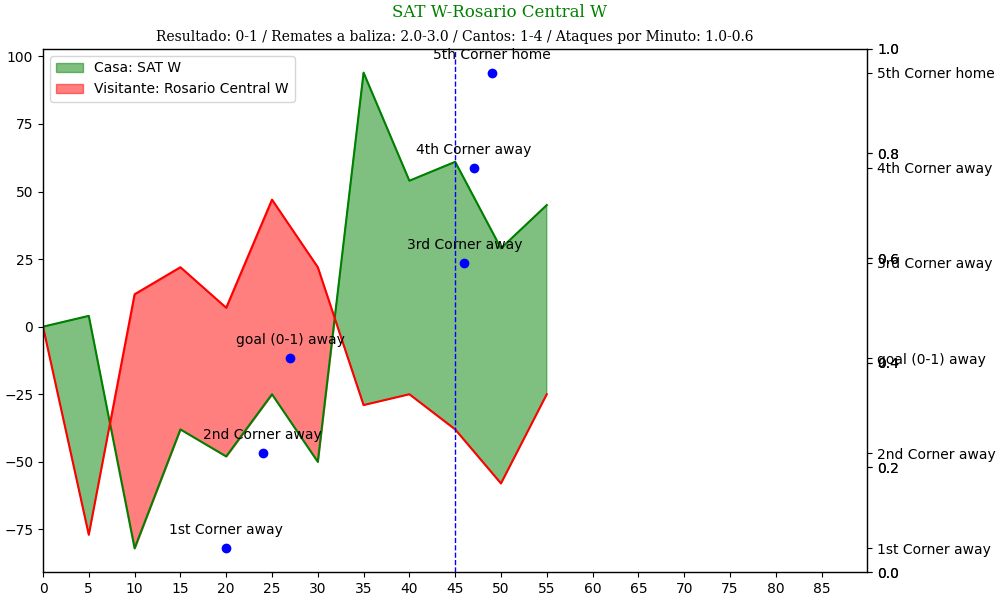 SAT W-Rosario Central W
Resultado: 0-1 / Remates a baliza: 2.0-3.0 / Cantos: 1-4 / Ataques por Minuto: 1.0-0.6
Casa: SAT W
Visitante: Rosario Central W
100
75
50
25
0
−25
−50
−75
5th Corner home
4th Corner away
3rd Corner away
goal (0-1) away
2nd Corner away
1st Corner away
1.0
5th Corner home
0.8
4th Corner away
0.6
3rd Corner away
goal (0-1) away
0.4
2nd Corner away
0.2
1st Corner away
0.0
0 5 10 15 20 25 30 35 40 45 50 55 60 65 70 75 80 85